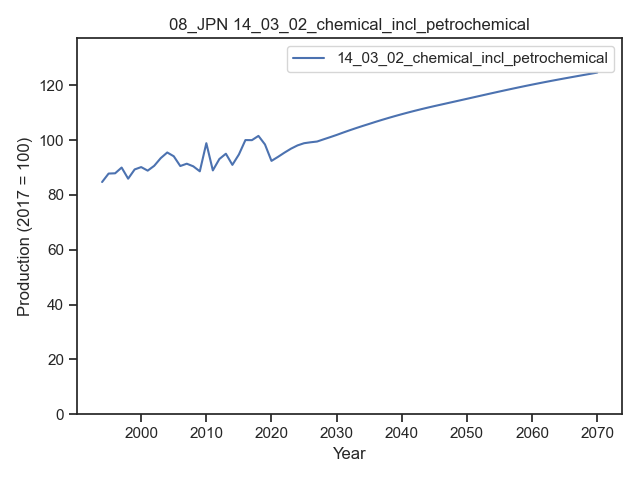 08_JPN 14_03_02_chemical_incl_petrochemical
14_03_02_chemical_incl_petrochemical
Production (2017 = 100)
120
100
80
60
40
20
0
2000 2010 2020 2030 2040 2050 2060 2070
Year